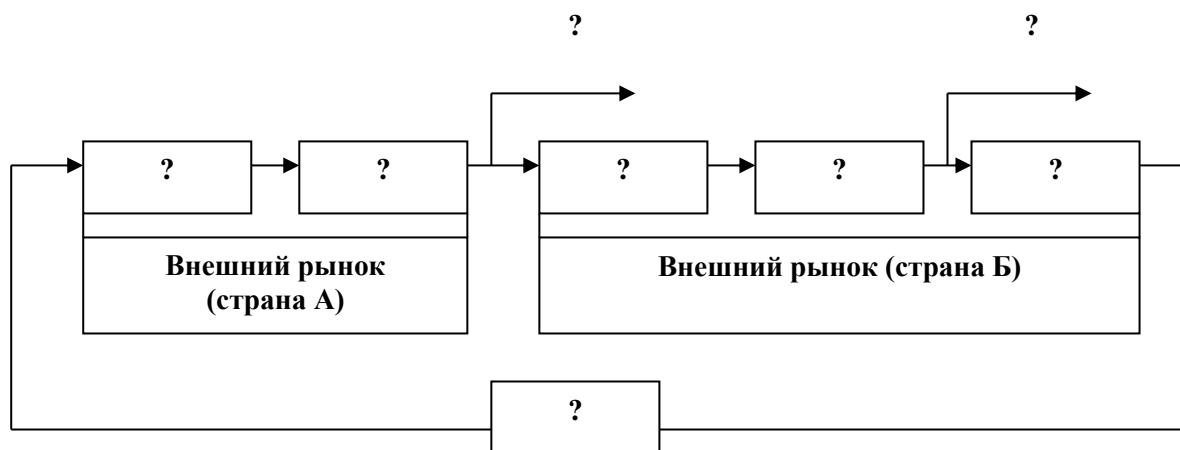 ? ?
? ? ? ? ?
Внешний рынок
(страна А)
Внешний рынок (страна Б)
?